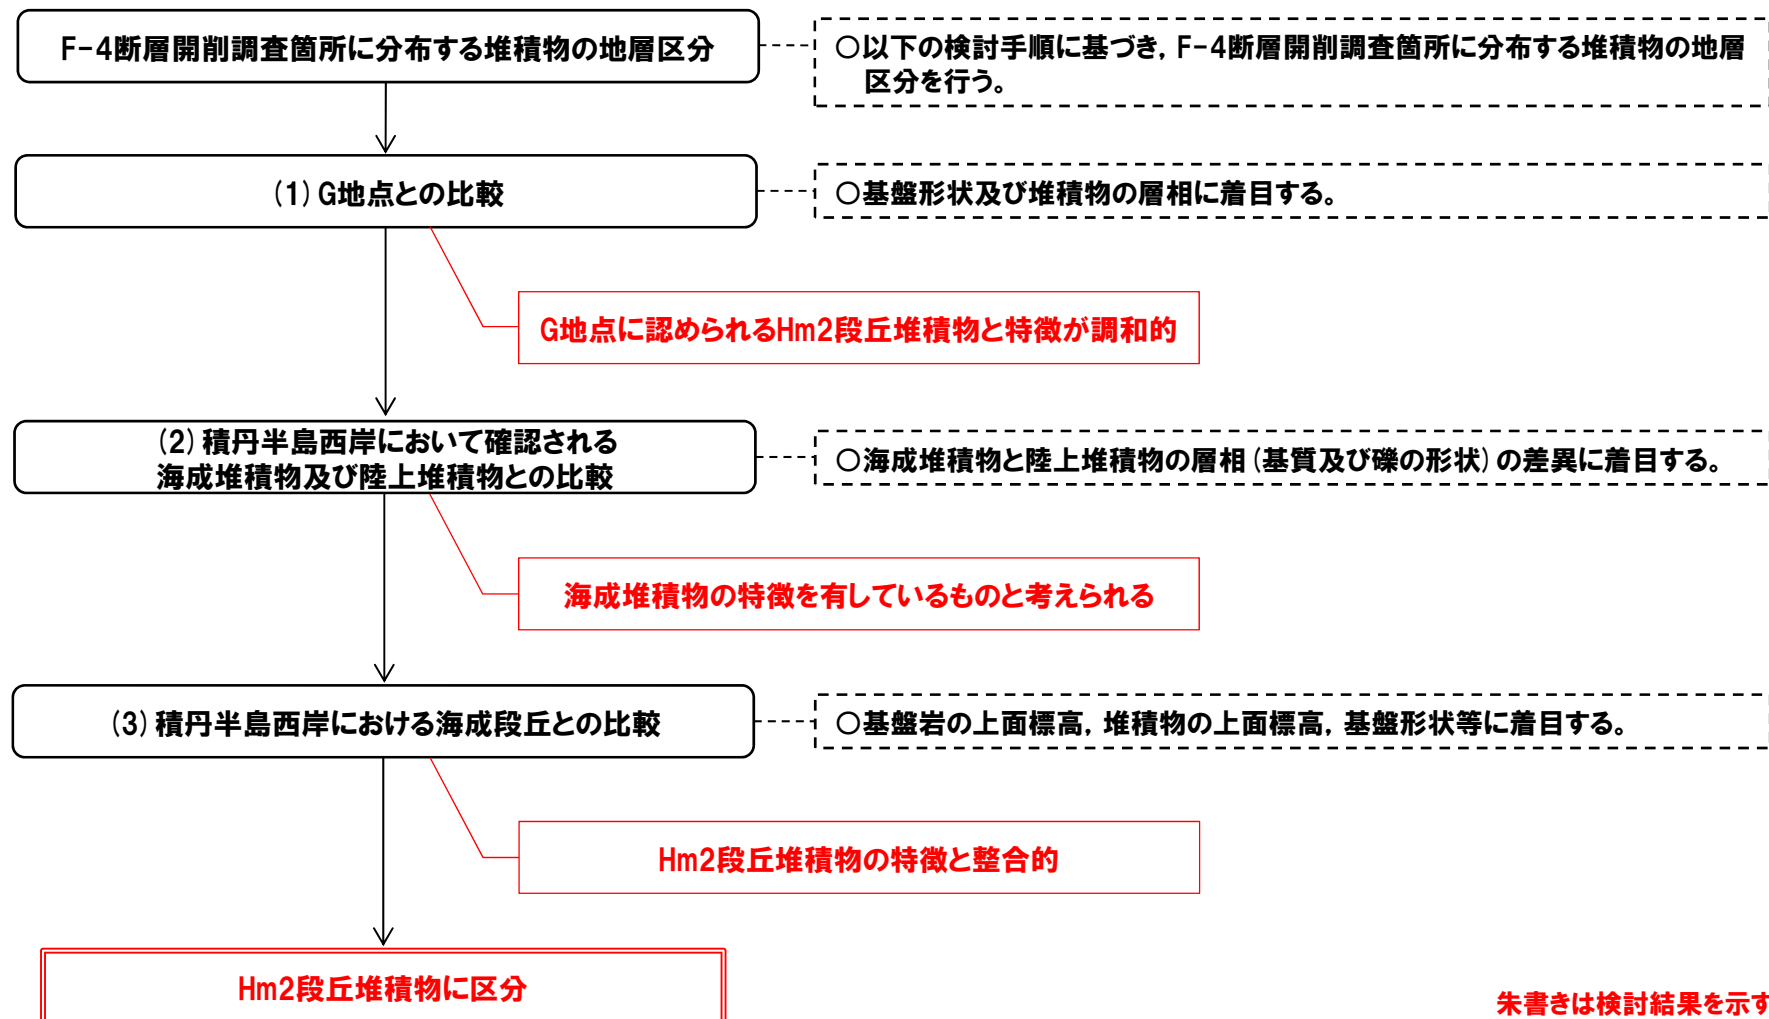 F-4断層開削調査箇所に分布する堆積物の地層区分
○以下の検討手順に基づき，F-4断層開削調査箇所に分布する堆積物の地層
区分を行う。
(1)G地点との比較
○基盤形状及び堆積物の層相に着目する。
G地点に認められるHm2段丘堆積物と特徴が調和的
(2)積丹半島西岸において確認される
海成堆積物及び陸上堆積物との比較
○海成堆積物と陸上堆積物の層相(基質及び礫の形状)の差異に着目する。
海成堆積物の特徴を有しているものと考えられる
(3)積丹半島西岸における海成段丘との比較
○基盤岩の上面標高，堆積物の上面標高，基盤形状等に着目する。
Hm2段丘堆積物の特徴と整合的
Hm2段丘堆積物に区分
朱書きは検討結果を示す